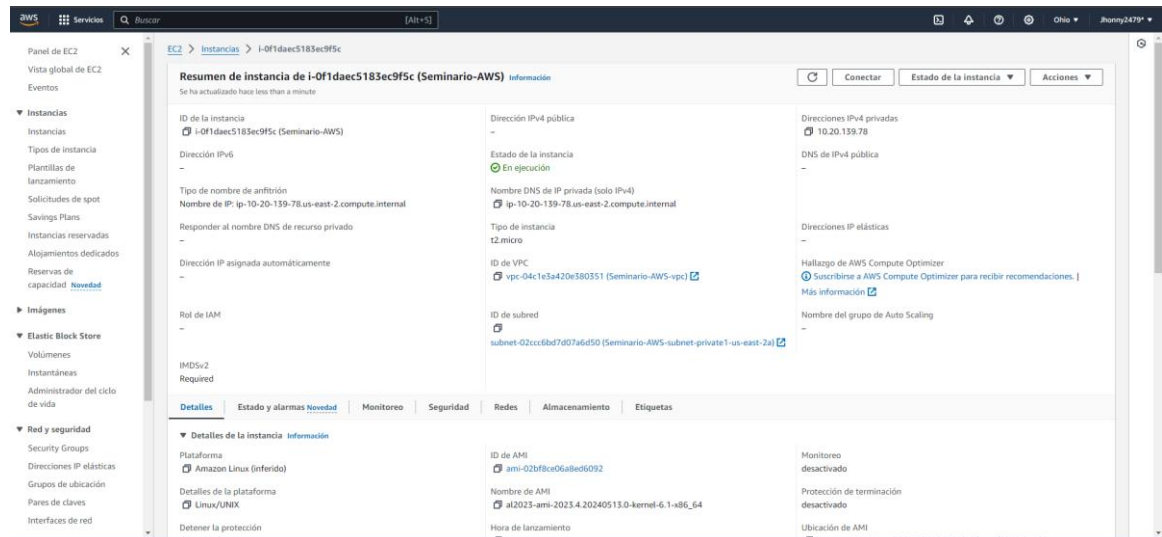 aws
Servicios
Buscar
[Alt+S]
Ohio
Jhonny2479*
Panel de EC2
Vista global de EC2
Eventos
Instancias
Instancias
Tipos de instancia
Plantillas de
lanzamiento
Solicitudes de spot
Savings Plans
Instancias reservadas
Alojamientos dedicados
Reservas de
capacidad Novedad
Imágenes
Elastic Block Store
Volúmenes
Instantáneas
Administrador del ciclo
de vida
Red y seguridad
Security Groups
Direcciones IP elásticas
Grupos de ubicación
Pares de claves
Interfaces de red
EC2 > Instancias > i-0f1daec5183ec9f5c
Resumen de instancia de i-0f1daec5183ec9f5c (Seminario-AWS) Información
Se ha actualizado hace less than a minute
Conectar
Estado de la instancia
Acciones
ID de la instancia
i-0f1daec5183ec9f5c (Seminario-AWS)
Dirección IPv4 pública
–
Direcciones IPv4 privadas
10.20.139.78
Dirección IPv6
–
Estado de la instancia
En ejecución
DNS de IPv4 pública
–
Tipo de nombre de anfitrión
Nombre de IP: ip-10-20-139-78.us-east-2.compute.internal
Nombre DNS de IP privada (solo IPv4)
ip-10-20-139-78.us-east-2.compute.internal
Responder al nombre DNS de recurso privado
–
Tipo de instancia
t2.micro
Direcciones IP elásticas
–
Dirección IP asignada automáticamente
–
ID de VPC
vpc-04c1e3a420e380351 (Seminario-AWS-vpc)
Hallazgo de AWS Compute Optimizer
Suscribirse a AWS Compute Optimizer para recibir recomendaciones. |
Más información
Rol de IAM
–
ID de subred
subnet-02ccc6bd7d07a6d50 (Seminario-AWS-subnet-private1-us-east-2a)
Nombre del grupo de Auto Scaling
–
IMDSv2
Required
Detalles
Estado y alarmas Novedad
Monitoreo
Seguridad
Redes
Almacenamiento
Etiquetas
Detalles de la instancia Información
Plataforma
Amazon Linux (inferido)
ID de AMI
ami-02bf8ce06a8ed6092
Monitoreo
desactivado
Detalles de la plataforma
Linux/UNIX
Nombre de AMI
al2023-ami-2023.4.20240513.0-kernel-6.1-x86_64
Protección de terminación
desactivado
Detener la protección
Hora de lanzamiento
Ubicación de AMI